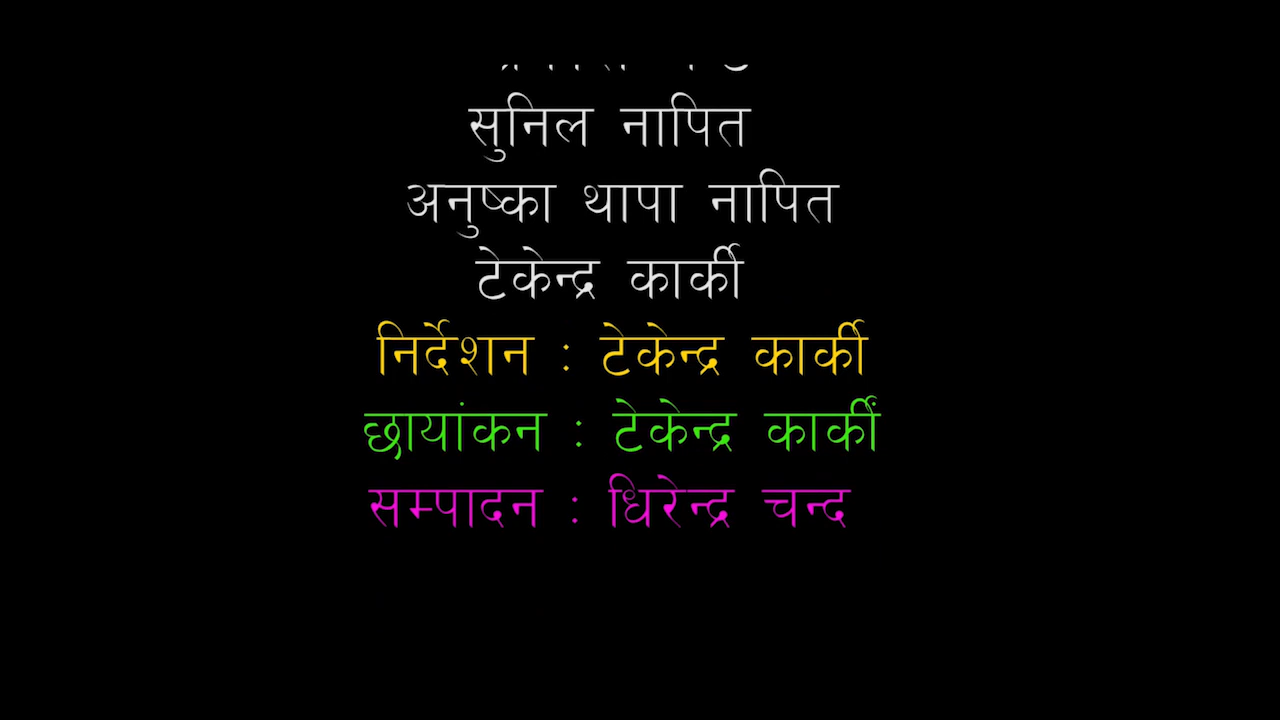 सुनिल नापित
अनुष्का थापा नापित
टेकेन्द्र कार्की
निर्देशन : टेकेन्द्र कार्की
छायांकन : टेकेन्द्र कार्कीं
सम्पादन : धिरेन्द्र चन्द